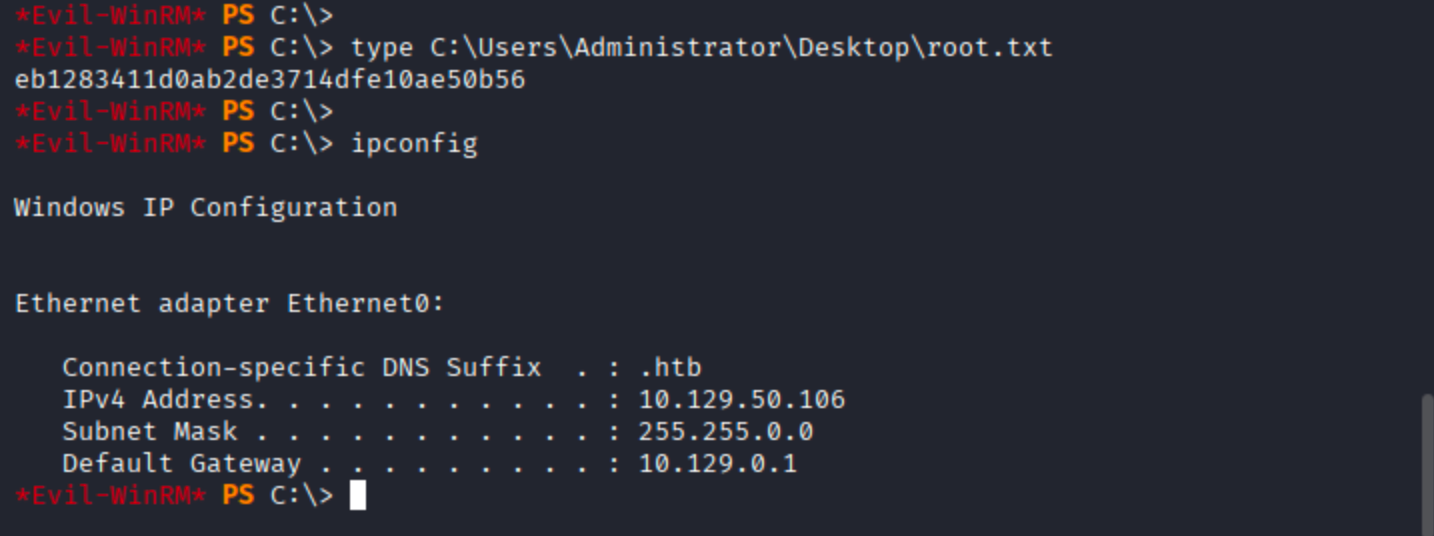 *Evil-WinRM* PS C:\>
*Evil-WinRM* PS C:\> type C:\Users\Administrator\Desktop\root.txt
eb1283411d0ab2de3714dfe10ae50b56
*Evil-WinRM* PS C:\>
*Evil-WinRM* PS C:\> ipconfig
Windows IP Configuration
Ethernet adapter Ethernet0:
   Connection-specific DNS Suffix  . : .htb
   IPv4 Address. . . . . . . . . . . : 10.129.50.106
   Subnet Mask . . . . . . . . . . . : 255.255.0.0
   Default Gateway . . . . . . . . . : 10.129.0.1
*Evil-WinRM* PS C:\>